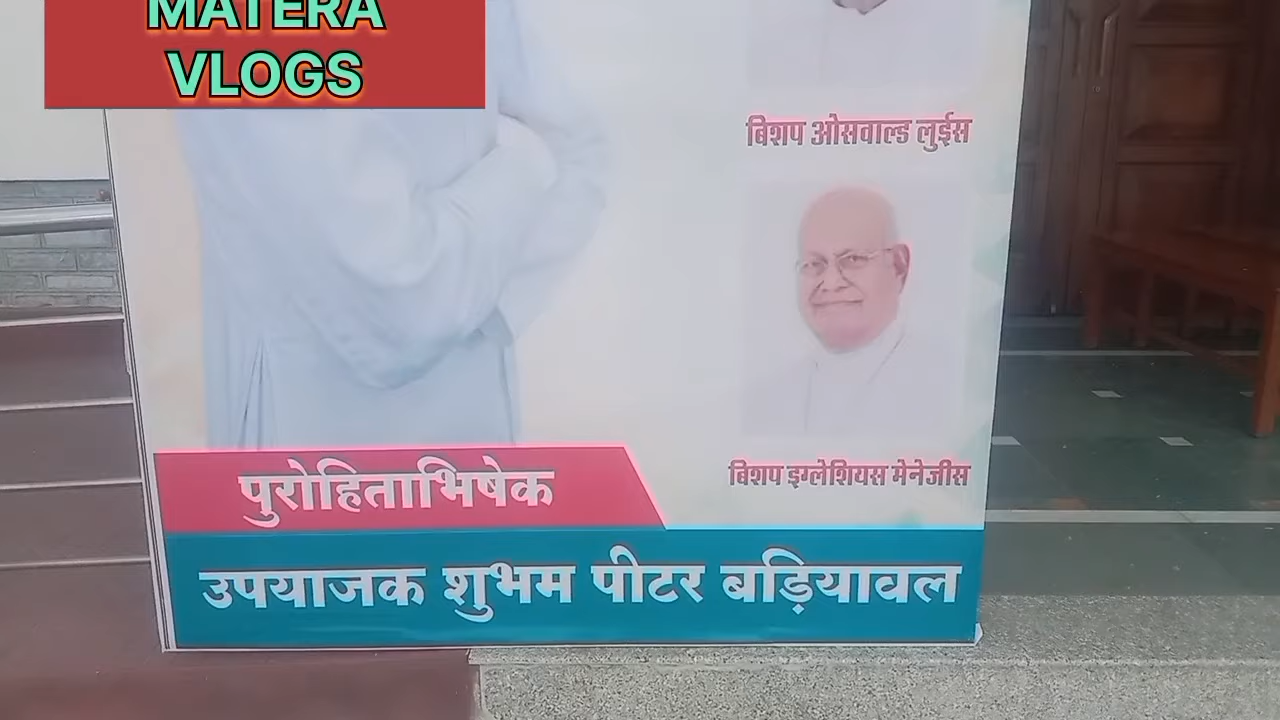 MATERA
VLOGS
बिशप ओसवाल्ड लुईस
बिशप इग्लेशियस मेनेजीस
पुरोहिताभिषेक
उपयाजक शुभम पीटर बड़ियावल